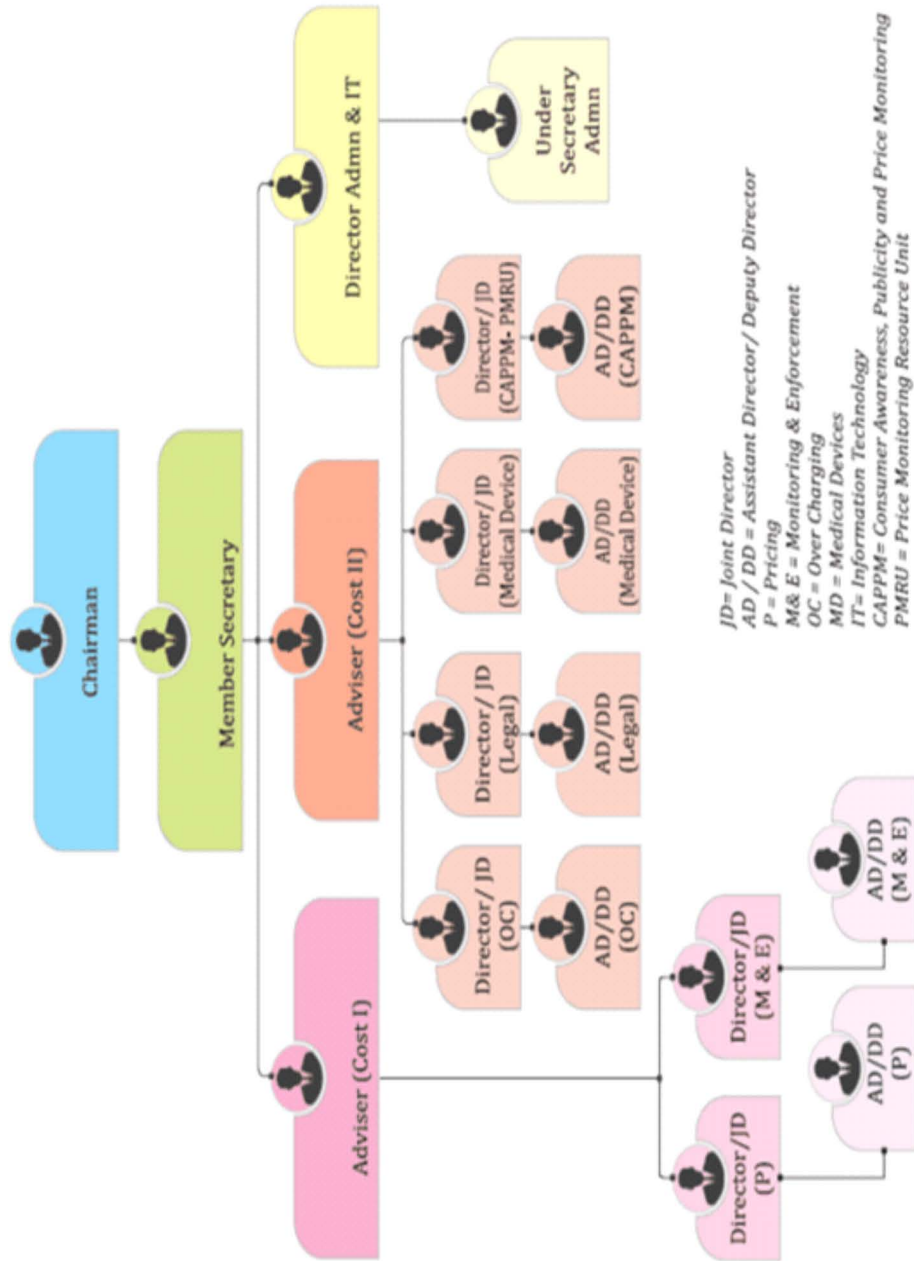 Chairman
Member Secretary
Adviser (Cost I)
Adviser (Cost II)
Director Admn & IT
Director/ JD
(OC)
Director/ JD
(Legal)
Director/ JD
(Medical Device)
Director/ JD
(CAPPM- PMRU)
Under
Secretary
Admn
AD/DD
(OC)
AD/DD
(Legal)
AD/DD
(Medical Device)
AD/DD
(CAPPM)
Director/JD
(P)
Director/JD
(M & E)
AD/DD
(P)
AD/DD
(M & E)
JD= Joint Director
AD / DD = Assistant Director/ Deputy Director
P = Pricing
M& E = Monitoring & Enforcement
OC = Over Charging
MD = Medical Devices
IT= Information Technology
CAPPM= Consumer Awareness, Publicity and Price Monitoring
PMRU = Price Monitoring Resource Unit